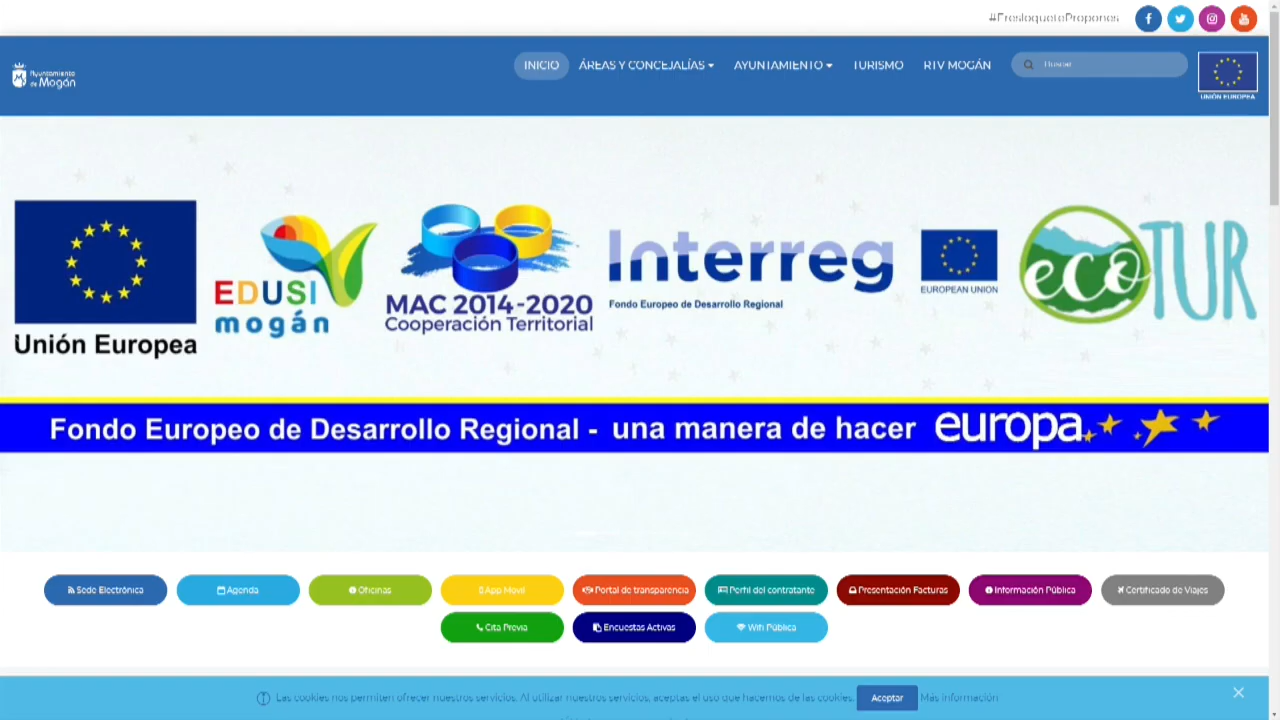 #EresloquetePropones
Ayuntamiento
de Mogán
INICIO
ÁREAS Y CONCEJALÍAS
AYUNTAMIENTO
TURISMO
RTV MOGÁN
Buscar
UNIÓN EUROPEA
Unión Europea
EDUSI
mogán
MAC 2014-2020
Cooperación Territorial
Interreg
Fondo Europeo de Desarrollo Regional
EUROPEAN UNION
ecoTUR
Fondo Europeo de Desarrollo Regional - una manera de hacer europa
Sede Electrónica
Agenda
Oficinas
App Movil
Portal de transparencia
Perfil del contratante
Presentación Facturas
Información Pública
Certificado de Viajes
Cita Previa
Encuestas Activas
Wifi Pública
Las cookies nos permiten ofrecer nuestros servicios. Al utilizar nuestros servicios, aceptas el uso que hacemos de las cookies. Aceptar Más información